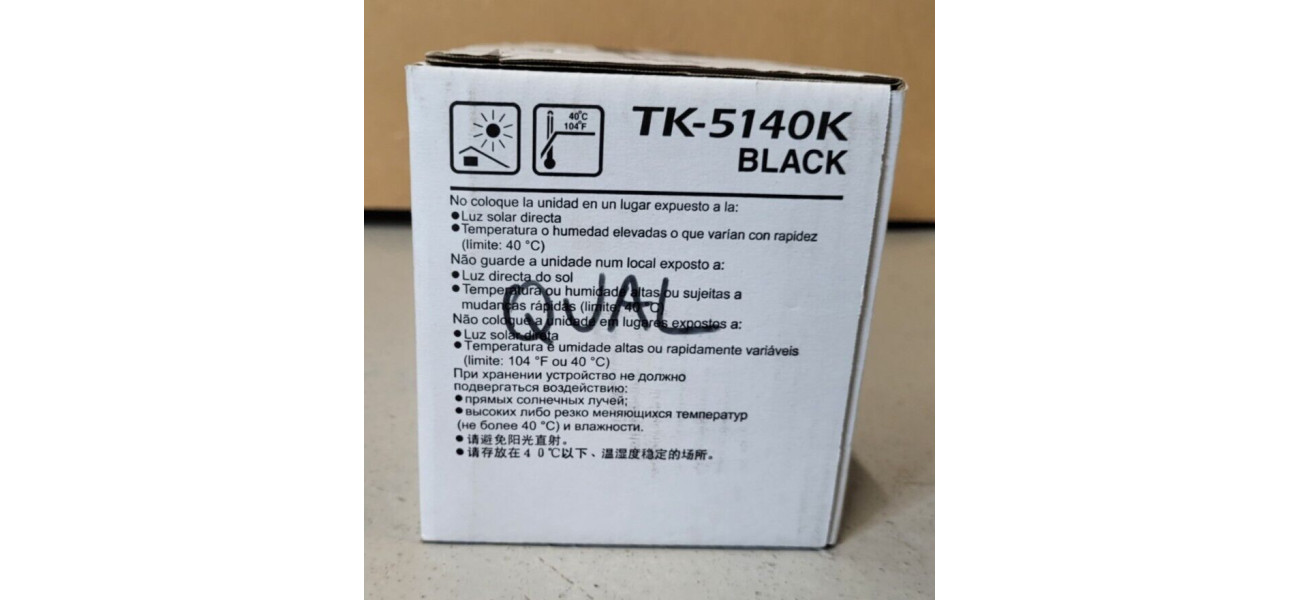 40°C
104°F
TK-5140K
BLACK
No coloque la unidad en un lugar expuesto a la:
●Luz solar directa
●Temperatura o humedad elevadas o que varían con rapidez
(límite: 40 °C)
Não guarde a unidade num local exposto a:
●Luz directa do sol
●Temperatura ou humidade altas ou sujeitas a
mudanças rápidas (limite: 40 °C)
QUAL
Não coloque a unidade em lugares expostos a:
●Luz solar direta
●Temperatura e umidade altas ou rapidamente variáveis
(limite: 104 °F ou 40 °C)
При хранении устройство не должно
подвергаться воздействию:
●прямых солнечных лучей;
●высоких либо резко меняющихся температур
(не более 40 °C) и влажности.
●请避免阳光直射。
●请存放在40℃以下、温湿度稳定的场所。